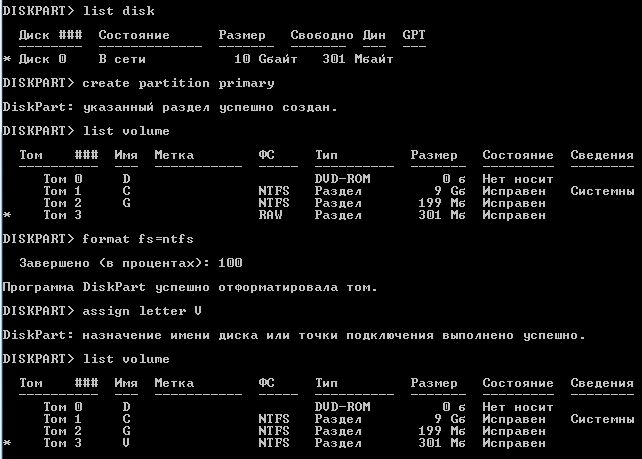 DISKPART> list disk
Диск ### Состояние Размер Свободно Дин GPT
-------- ------------- ------- ------- --- ---
* Диск 0 В сети 10 Gбайт 301 Mбайт
DISKPART> create partition primary
DiskPart: указанный раздел успешно создан.
DISKPART> list volume
Том ### Имя Метка ФС Тип Размер Состояние Сведения
---------- --- ----------- ----- ---------- ------- --------- --------
Том 0 D DVD-ROM 0 б Нет носит
Том 1 C NTFS Раздел 9 Gб Исправен Системны
Том 2 G NTFS Раздел 199 Mб Исправен
* Том 3 RAW Раздел 301 Mб Исправен
DISKPART> format fs=ntfs
Завершено (в процентах): 100
Программа DiskPart успешно отформатировала том.
DISKPART> assign letter V
DiskPart: назначение имени диска или точки подключения выполнено успешно.
DISKPART> list volume
Том ### Имя Метка ФС Тип Размер Состояние Сведения
---------- --- ----------- ----- ---------- ------- --------- --------
Том 0 D DVD-ROM 0 б Нет носит
Том 1 C NTFS Раздел 9 Gб Исправен Системны
Том 2 G NTFS Раздел 199 Mб Исправен
* Том 3 V NTFS Раздел 301 Mб Исправен